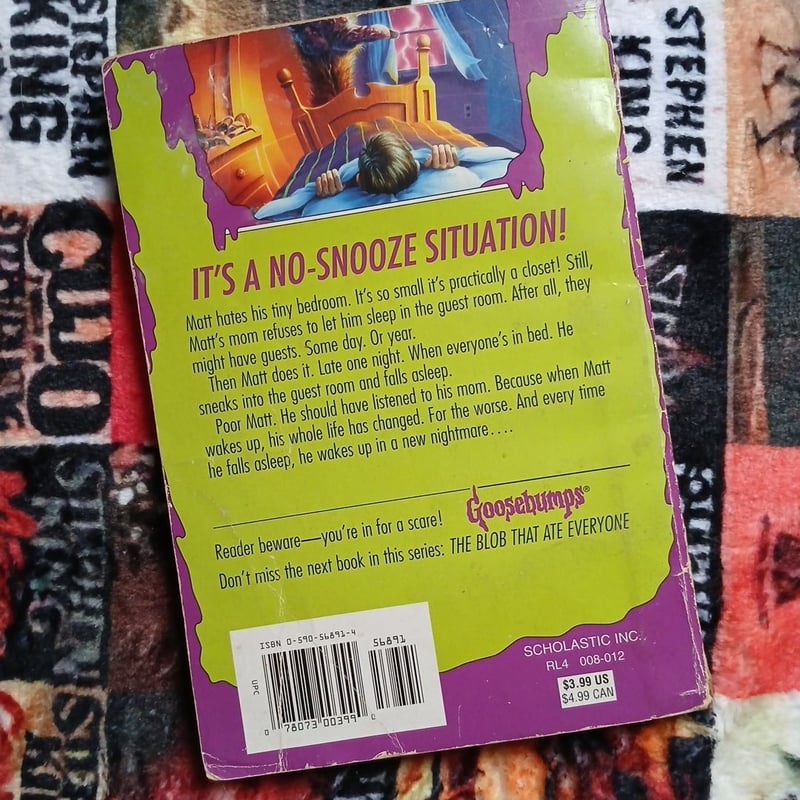 STEPHEN
KING
STEPHEN
KING
CUJO
IT'S A NO-SNOOZE SITUATION!
Matt hates his tiny bedroom. It's so small it's practically a closet! Still,
Matt's mom refuses to let him sleep in the guest room. After all, they
might have guests. Some day. Or year.
Then Matt does it. Late one night. When everyone's in bed. He
sneaks into the guest room and falls asleep.
Poor Matt. He should have listened to his mom. Because when Matt
wakes up, his whole life has changed. For the worse. And every time
he falls asleep, he wakes up in a new nightmare....
Reader beware—you're in for a scare!
Goosebumps®
Don't miss the next book in this series: THE BLOB THAT ATE EVERYONE
ISBN 0-590-56891-4
56891
UPC
0 78073 00399 0
SCHOLASTIC INC.
RL4 008-012
$3.99 US
$4.99 CAN